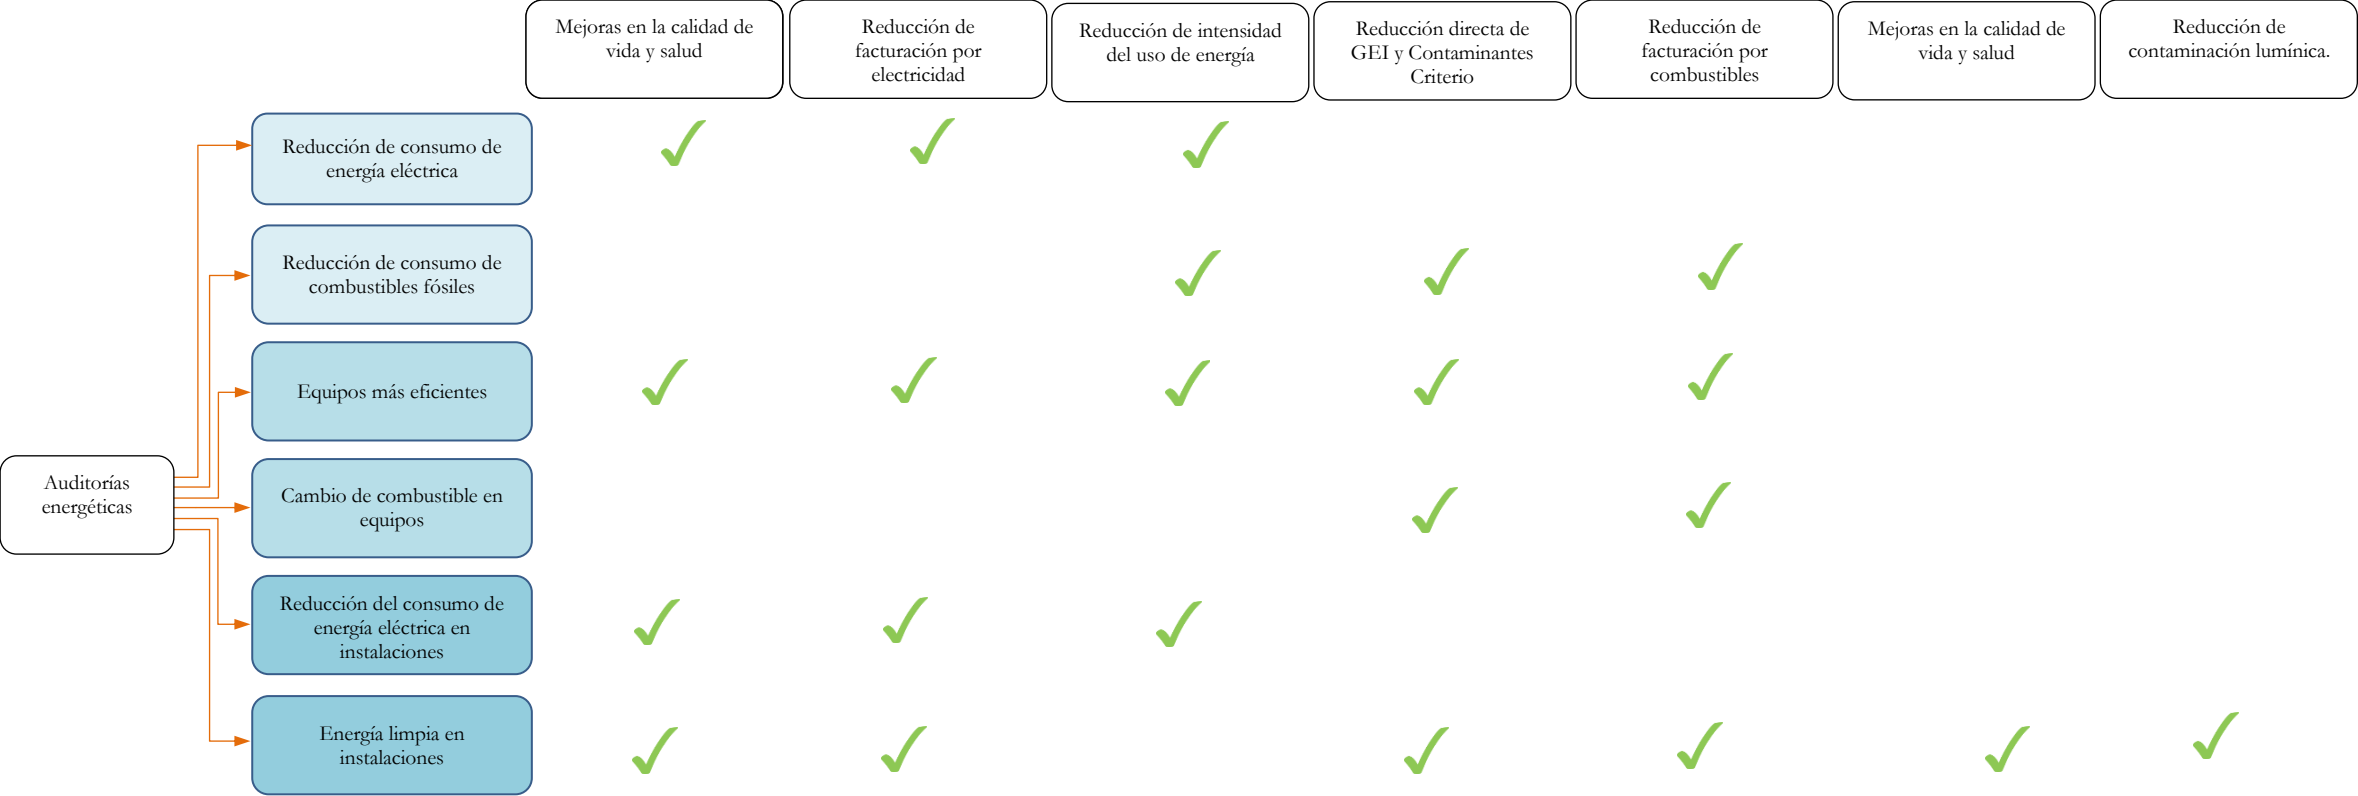 Mejoras en la calidad de
vida y salud
Reducción de
facturación por
electricidad
Reducción de intensidad
del uso de energía
Reducción directa de
GEI y Contaminantes
Criterio
Reducción de
facturación por
combustibles
Mejoras en la calidad de
vida y salud
Reducción de
contaminación lumínica.
Reducción de consumo de
energía eléctrica
Reducción de consumo de
combustibles fósiles
Equipos más eficientes
Auditorías
energéticas
Cambio de combustible en
equipos
Reducción del consumo de
energía eléctrica en
instalaciones
Energía limpia en
instalaciones